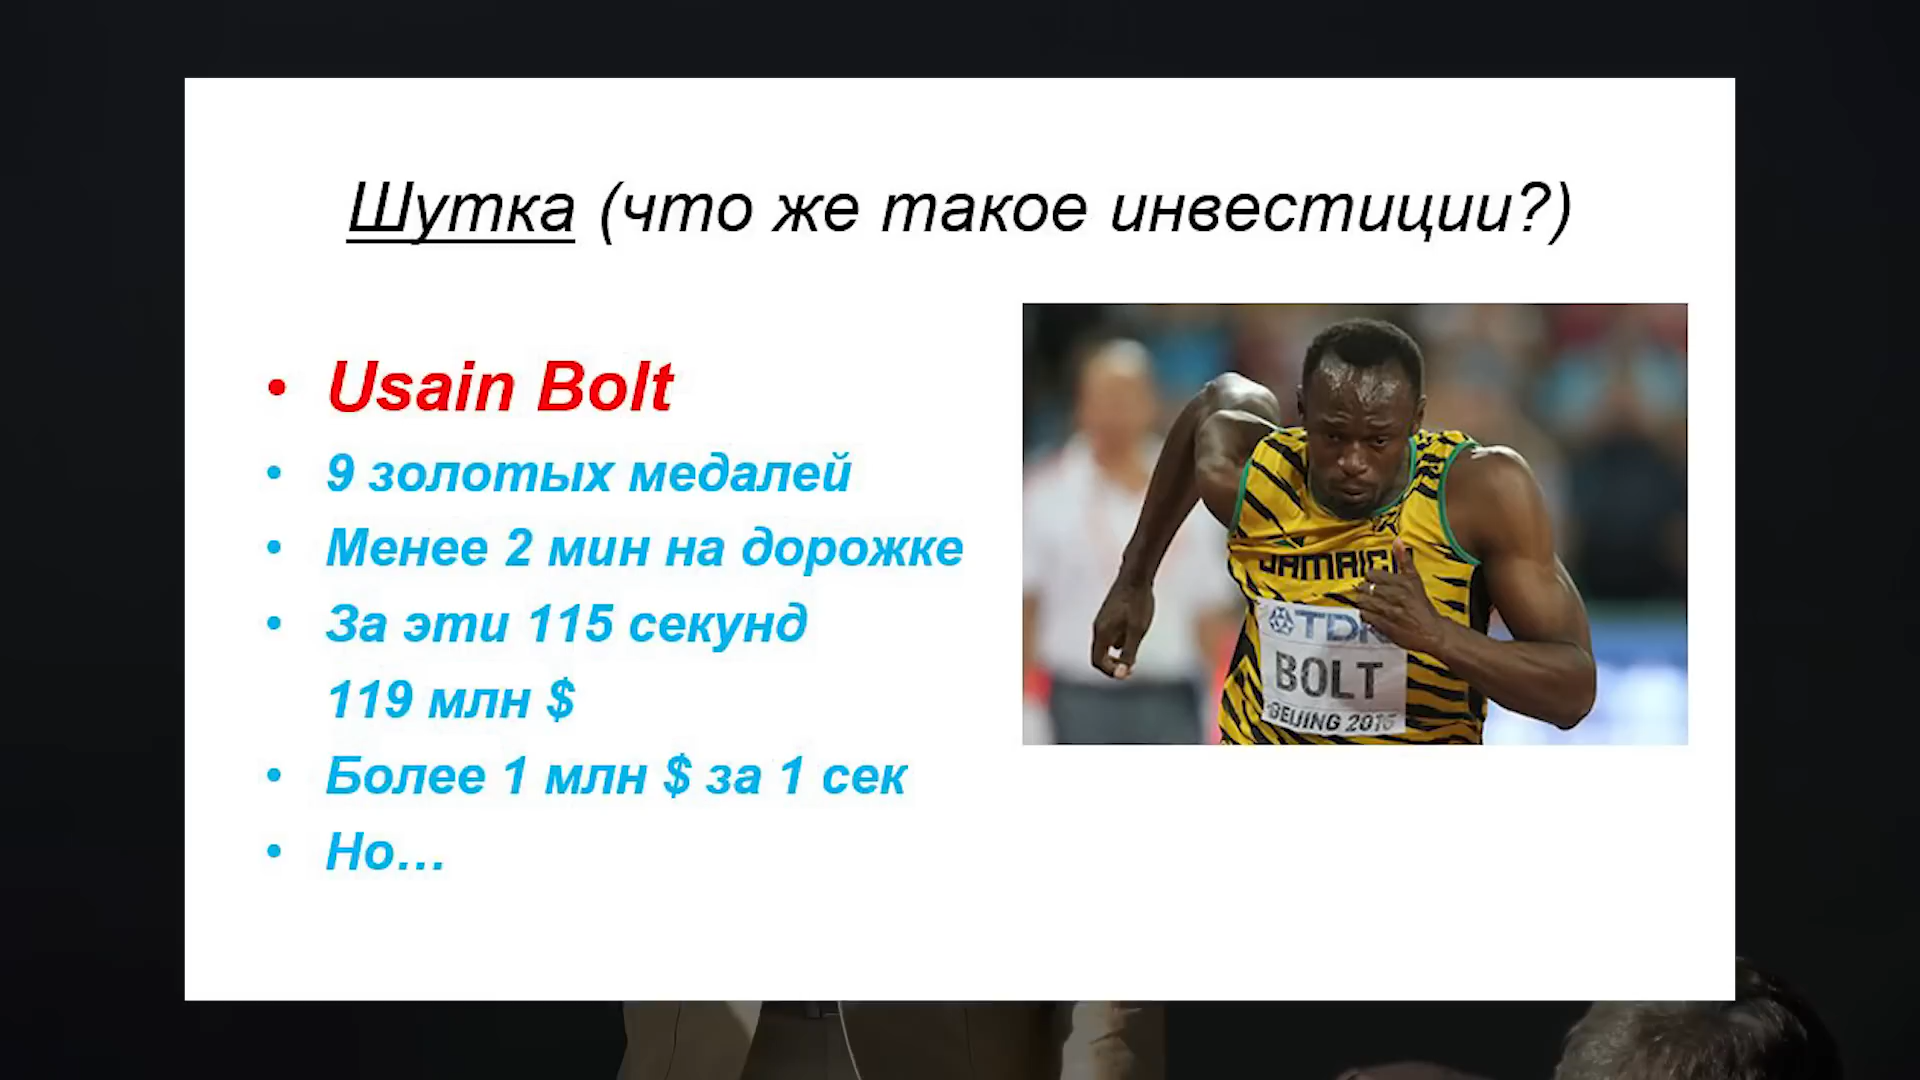 Шутка (что же такое инвестиции?)
• Usain Bolt
• 9 золотых медалей
• Менее 2 мин на дорожке
• За эти 115 секунд
119 млн $
• Более 1 млн $ за 1 сек
• Но...
JAMAICA
TDK
BOLT
BEIJING 2015